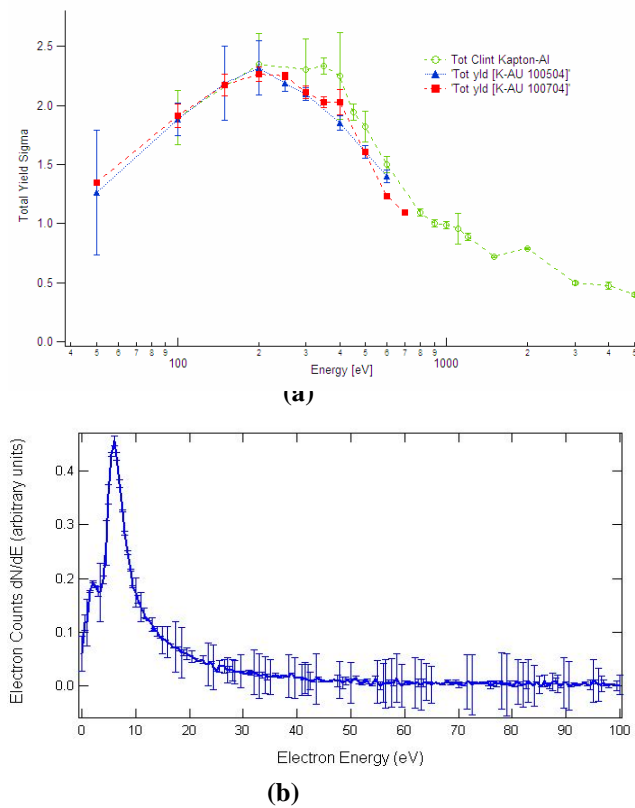 2.5
2.0
1.5
1.0
0.5
0.0
Total Yield Sigma
Tot Clint Kapton-Al
'Tot yld [K-AU 100504]'
'Tot yld [K-AU 100704]'
4 5 6 7 8 9 100 2 3 4 5 6 7 8 9 1000 2 3 4 5
Energy [eV]
(a)
0.4
0.3
0.2
0.1
0.0
Electron Counts dN/dE (arbitrary units)
0 10 20 30 40 50 60 70 80 90 100
Electron Energy (eV)
(b)